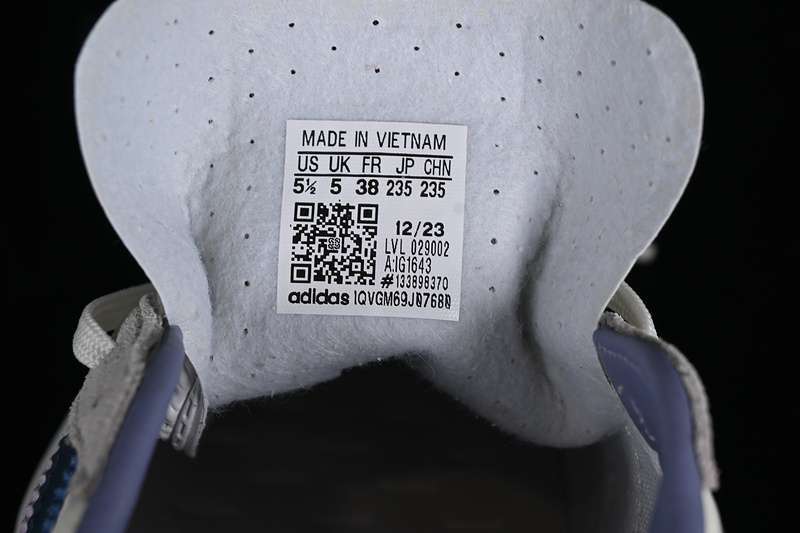 MADE IN VIETNAM
US UK FR JP CHN
5½ 5 38 235 235
12/23
LVL 029002
A:IG1643
#133898370
adidas 1QVGM69J07680